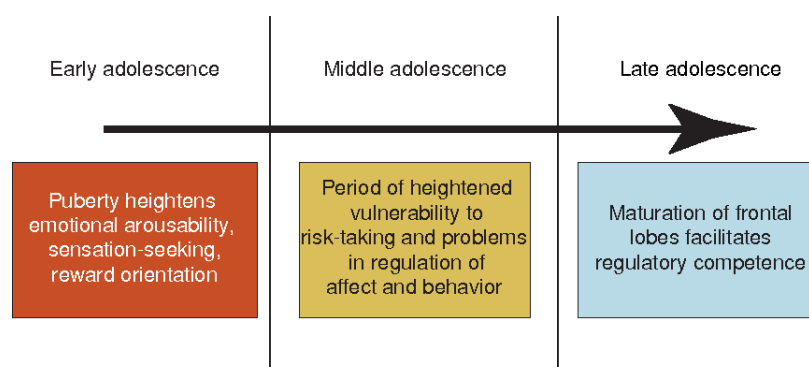 Early adolescence
Middle adolescence
Late adolescence
Puberty heightens
emotional arousability,
sensation-seeking,
reward orientation
Period of heightened
vulnerability to
risk-taking and problems
in regulation of
affect and behavior
Maturation of frontal
lobes facilitates
regulatory competence